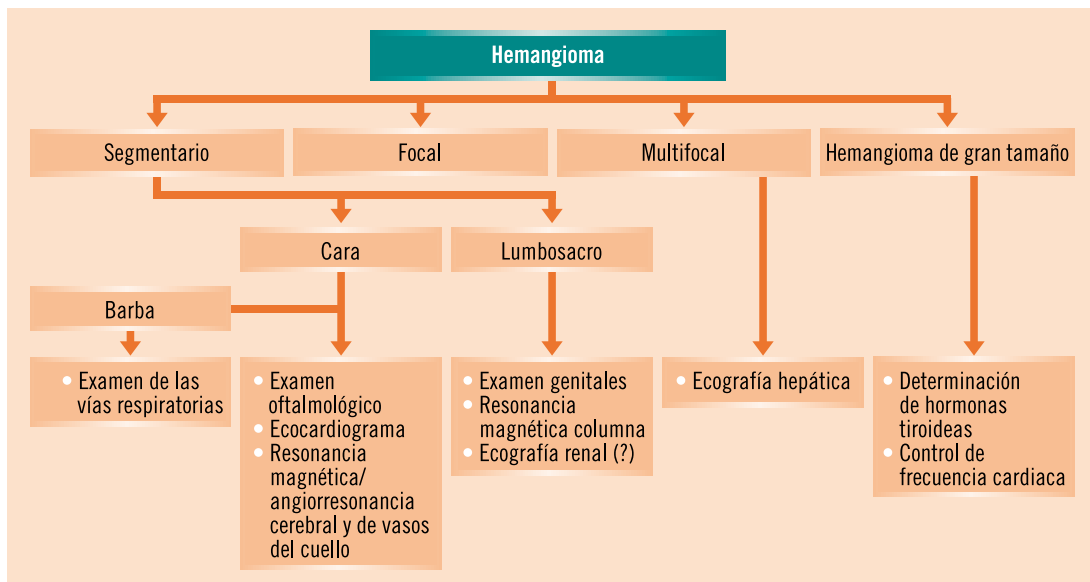 Hemangioma
Segmentario
Focal
Multifocal
Hemangioma de gran tamaño
Cara
Lumbosacro
Barba
• Examen de las
vías respiratorias
• Examen
oftalmológico
• Ecocardiograma
• Resonancia
magnética/
angiorresonancia
cerebral y de vasos
del cuello
• Examen genitales
• Resonancia
magnética columna
• Ecografía renal (?)
• Ecografía hepática
• Determinación
de hormonas
tiroideas
• Control de
frecuencia cardiaca